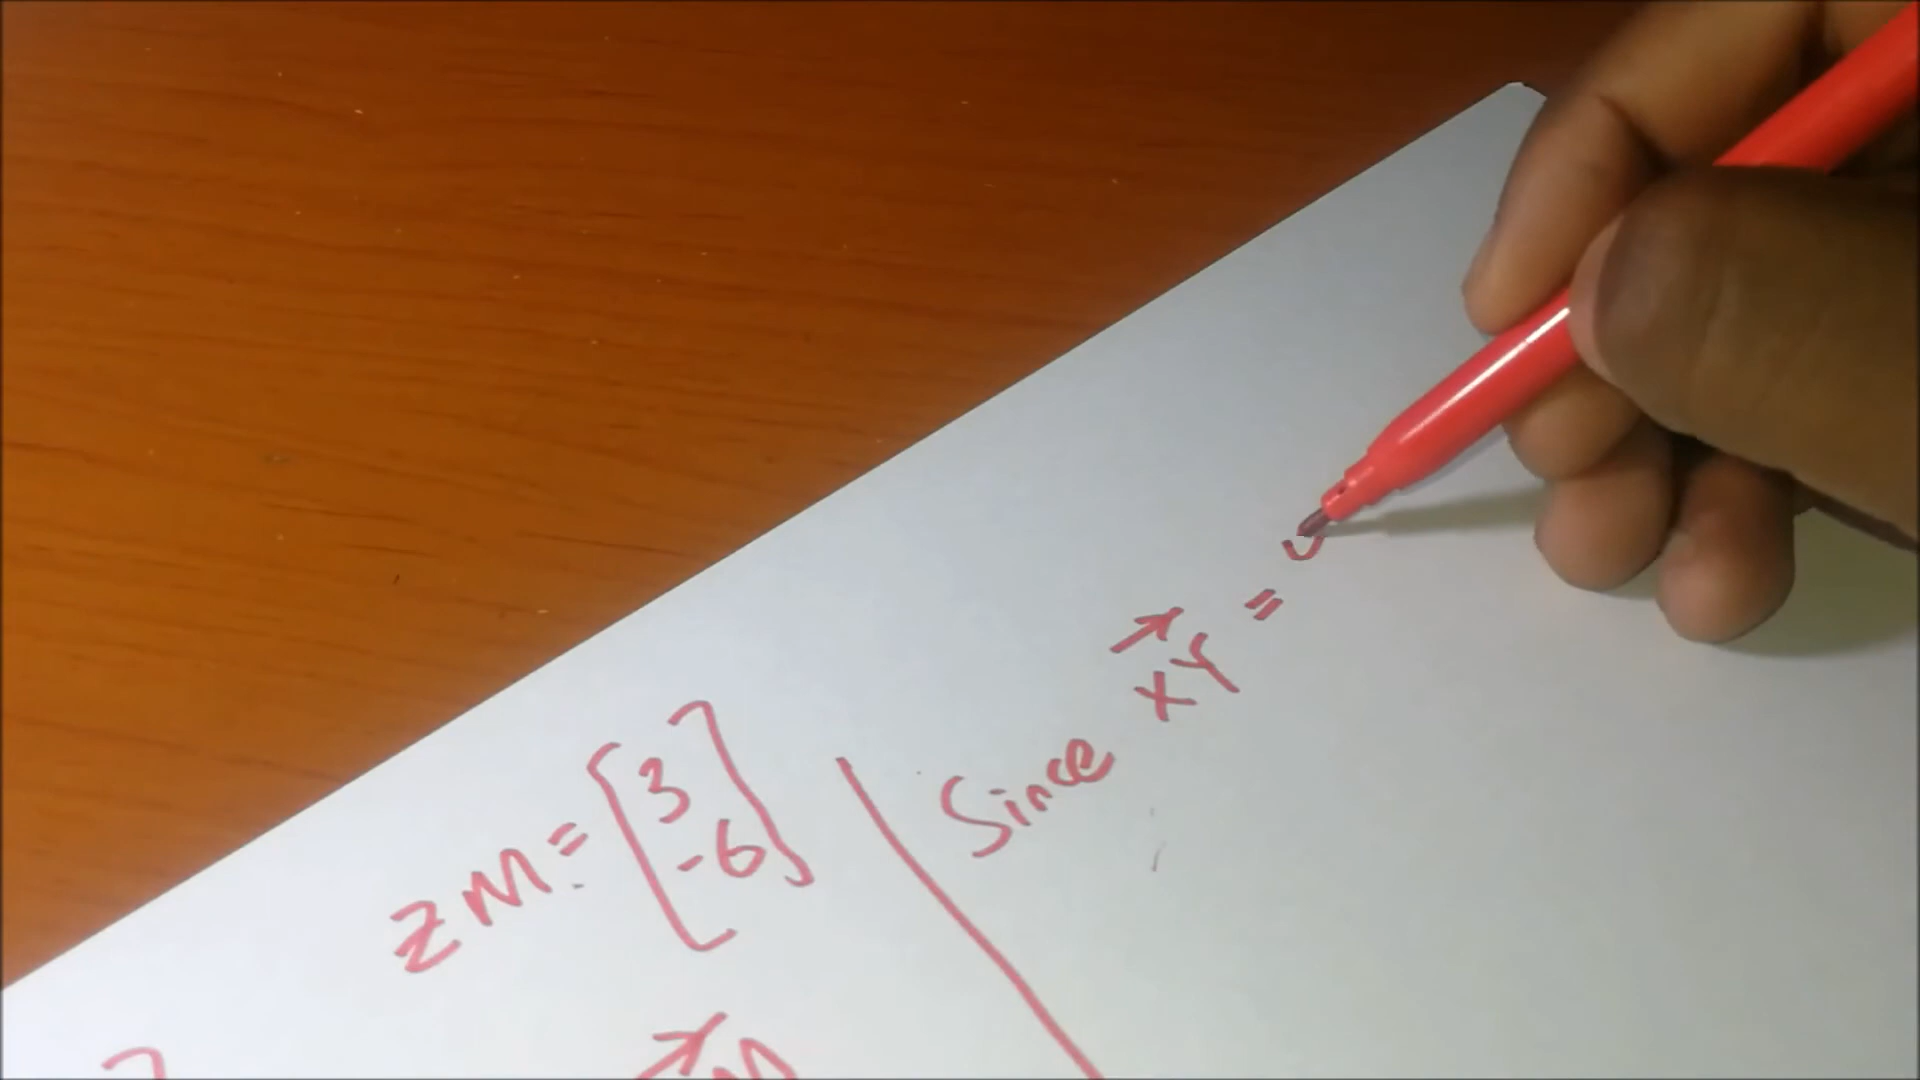 ZM = [3
-6]
Since XY =
M